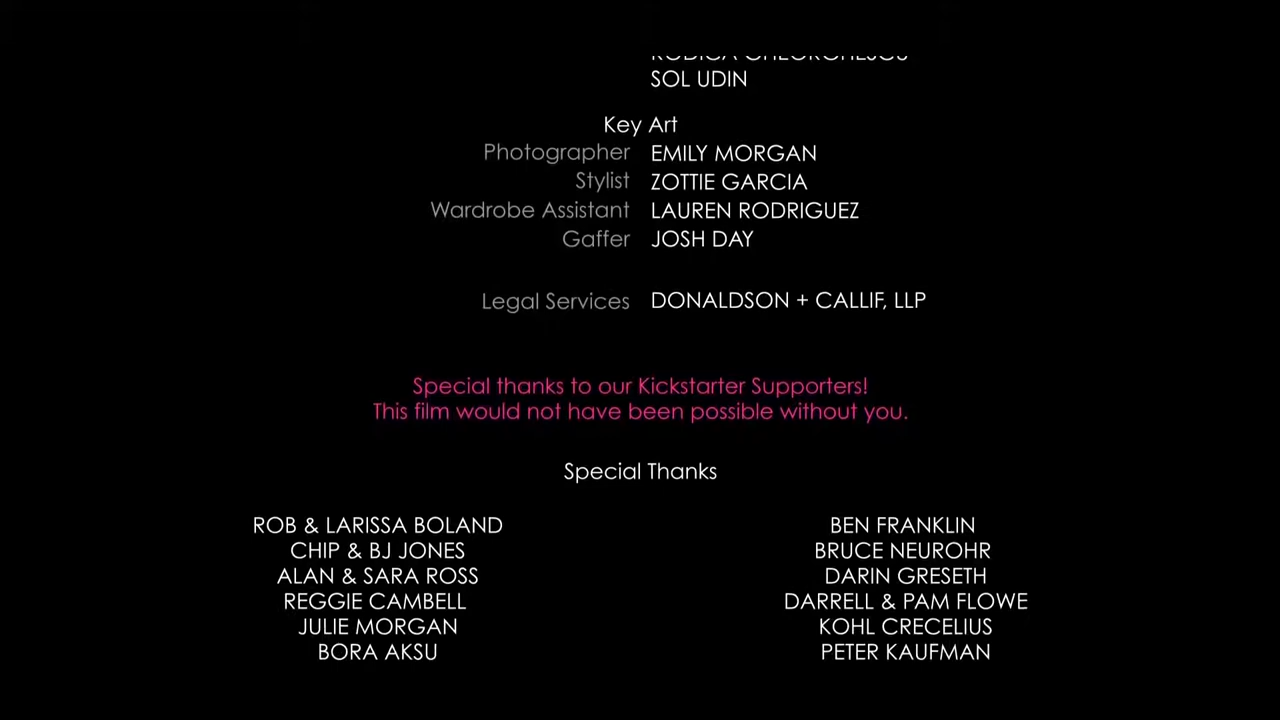 SOL UDIN
Key Art
Photographer EMILY MORGAN
Stylist ZOTTIE GARCIA
Wardrobe Assistant LAUREN RODRIGUEZ
Gaffer JOSH DAY
Legal Services DONALDSON + CALLIF, LLP
Special thanks to our Kickstarter Supporters!
This film would not have been possible without you.
Special Thanks
ROB & LARISSA BOLAND
CHIP & BJ JONES
ALAN & SARA ROSS
REGGIE CAMBELL
JULIE MORGAN
BORA AKSU
BEN FRANKLIN
BRUCE NEUROHR
DARIN GRESETH
DARRELL & PAM FLOWE
KOHL CRECELIUS
PETER KAUFMAN